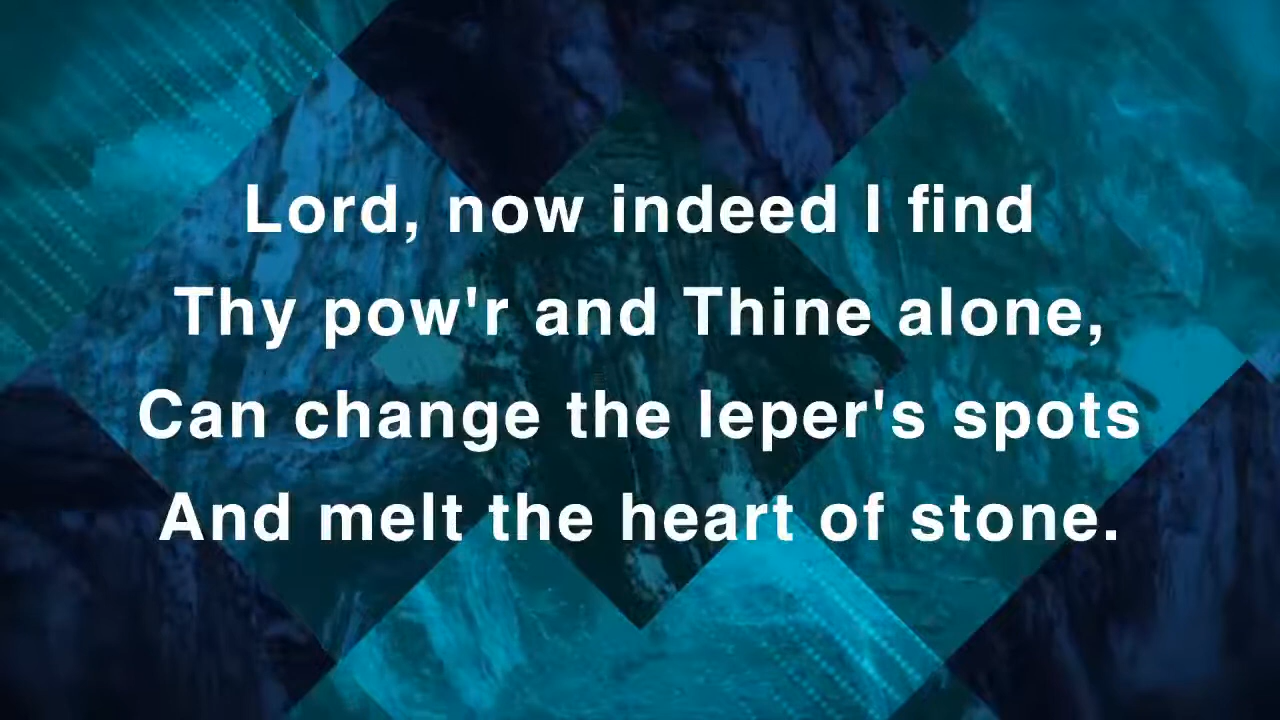 Lord, now indeed I find
Thy pow'r and Thine alone,
Can change the leper's spots
And melt the heart of stone.